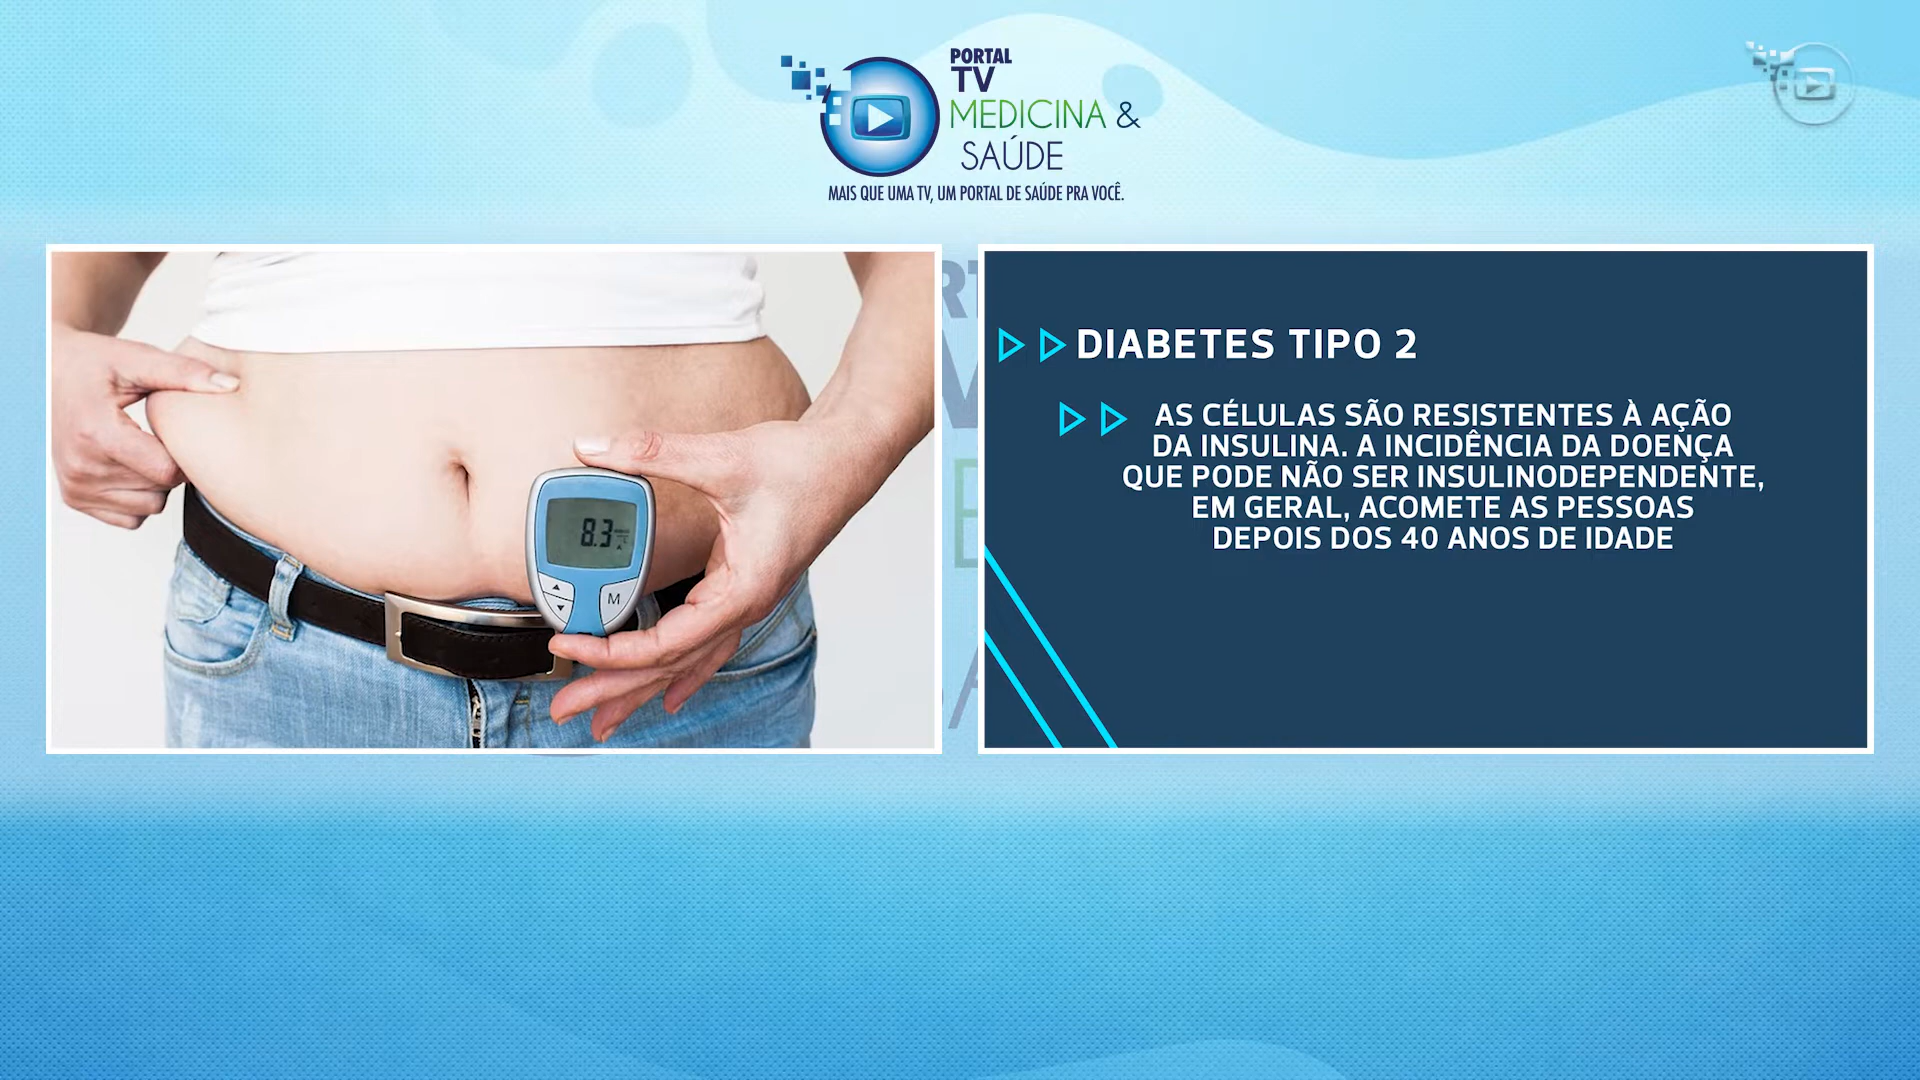 PORTAL
TV
MEDICINA &
SAÚDE
MAIS QUE UMA TV, UM PORTAL DE SAÚDE PRA VOCÊ.
8.3
M
DIABETES TIPO 2
AS CÉLULAS SÃO RESISTENTES À AÇÃO
DA INSULINA. A INCIDÊNCIA DA DOENÇA
QUE PODE NÃO SER INSULINODEPENDENTE,
EM GERAL, ACOMETE AS PESSOAS
DEPOIS DOS 40 ANOS DE IDADE